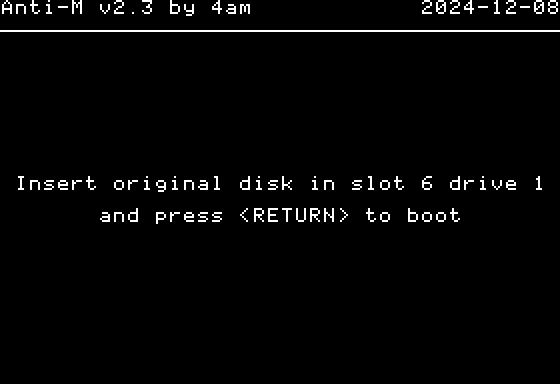 Anti-M v2.3 by 4am 2024-12-08
Insert original disk in slot 6 drive 1
and press <RETURN> to boot